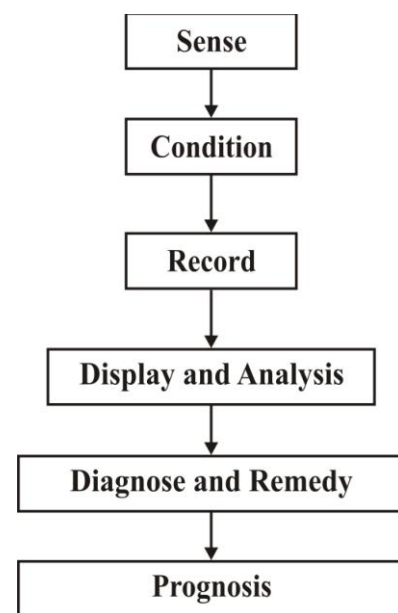 Sense
Condition
Record
Display and Analysis
Diagnose and Remedy
Prognosis